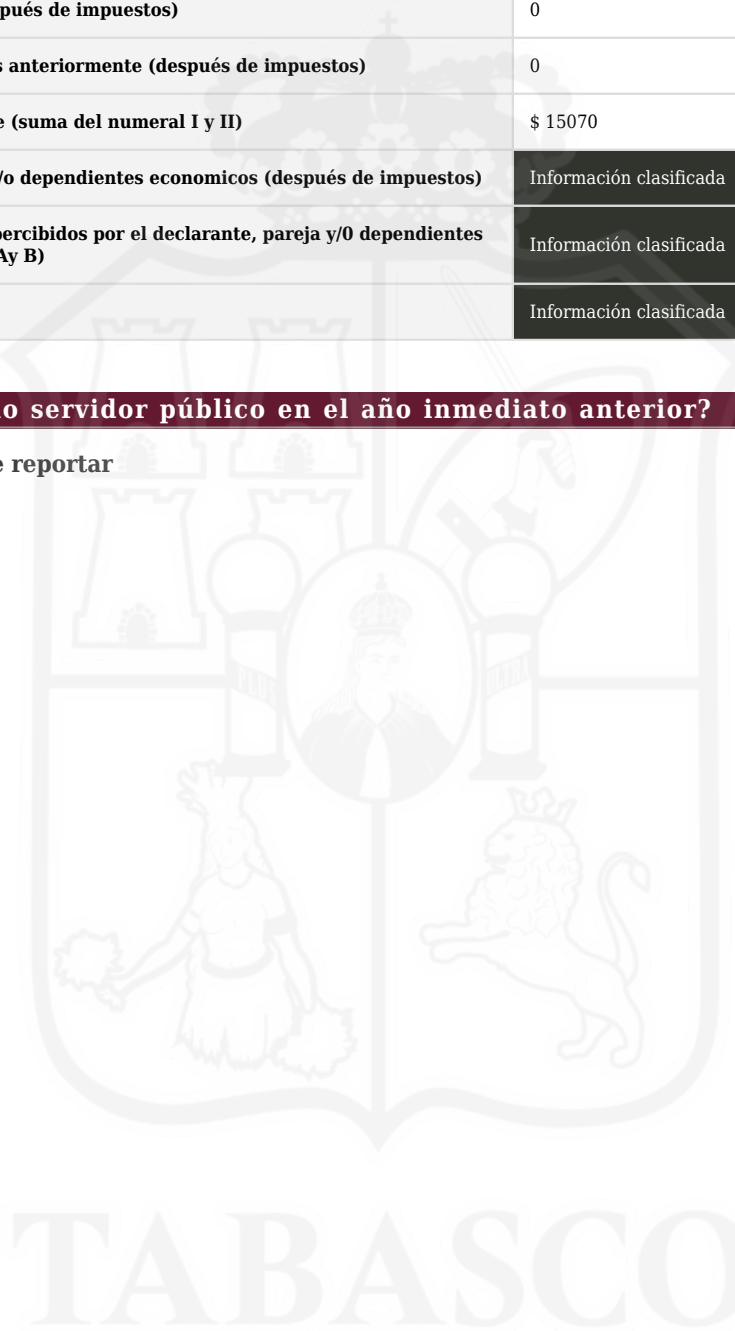 pués de impuestos) 0
s anteriormente (después de impuestos) 0
e (suma del numeral I y II) $ 15070
/o dependientes economicos (después de impuestos) Información clasificada
percibidos por el declarante, pareja y/0 dependientes Información clasificada
Ay B)
Información clasificada
o servidor público en el año inmediato anterior?
e reportar
PLUS ULTRA
TABASCO